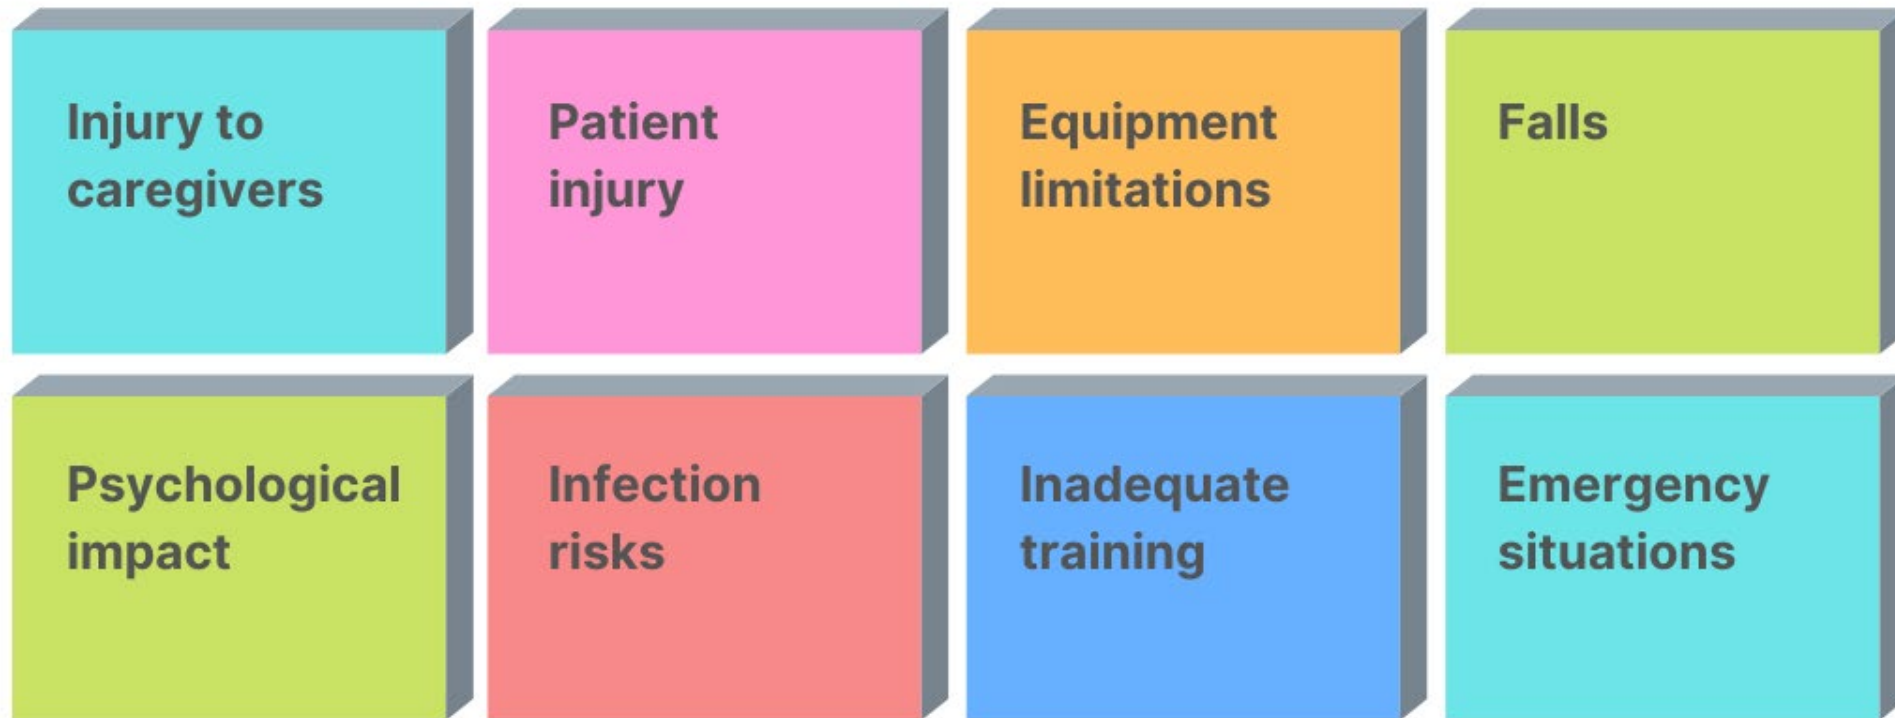 Injury to
caregivers
Patient
injury
Equipment
limitations
Falls
Psychological
impact
Infection
risks
Inadequate
training
Emergency
situations